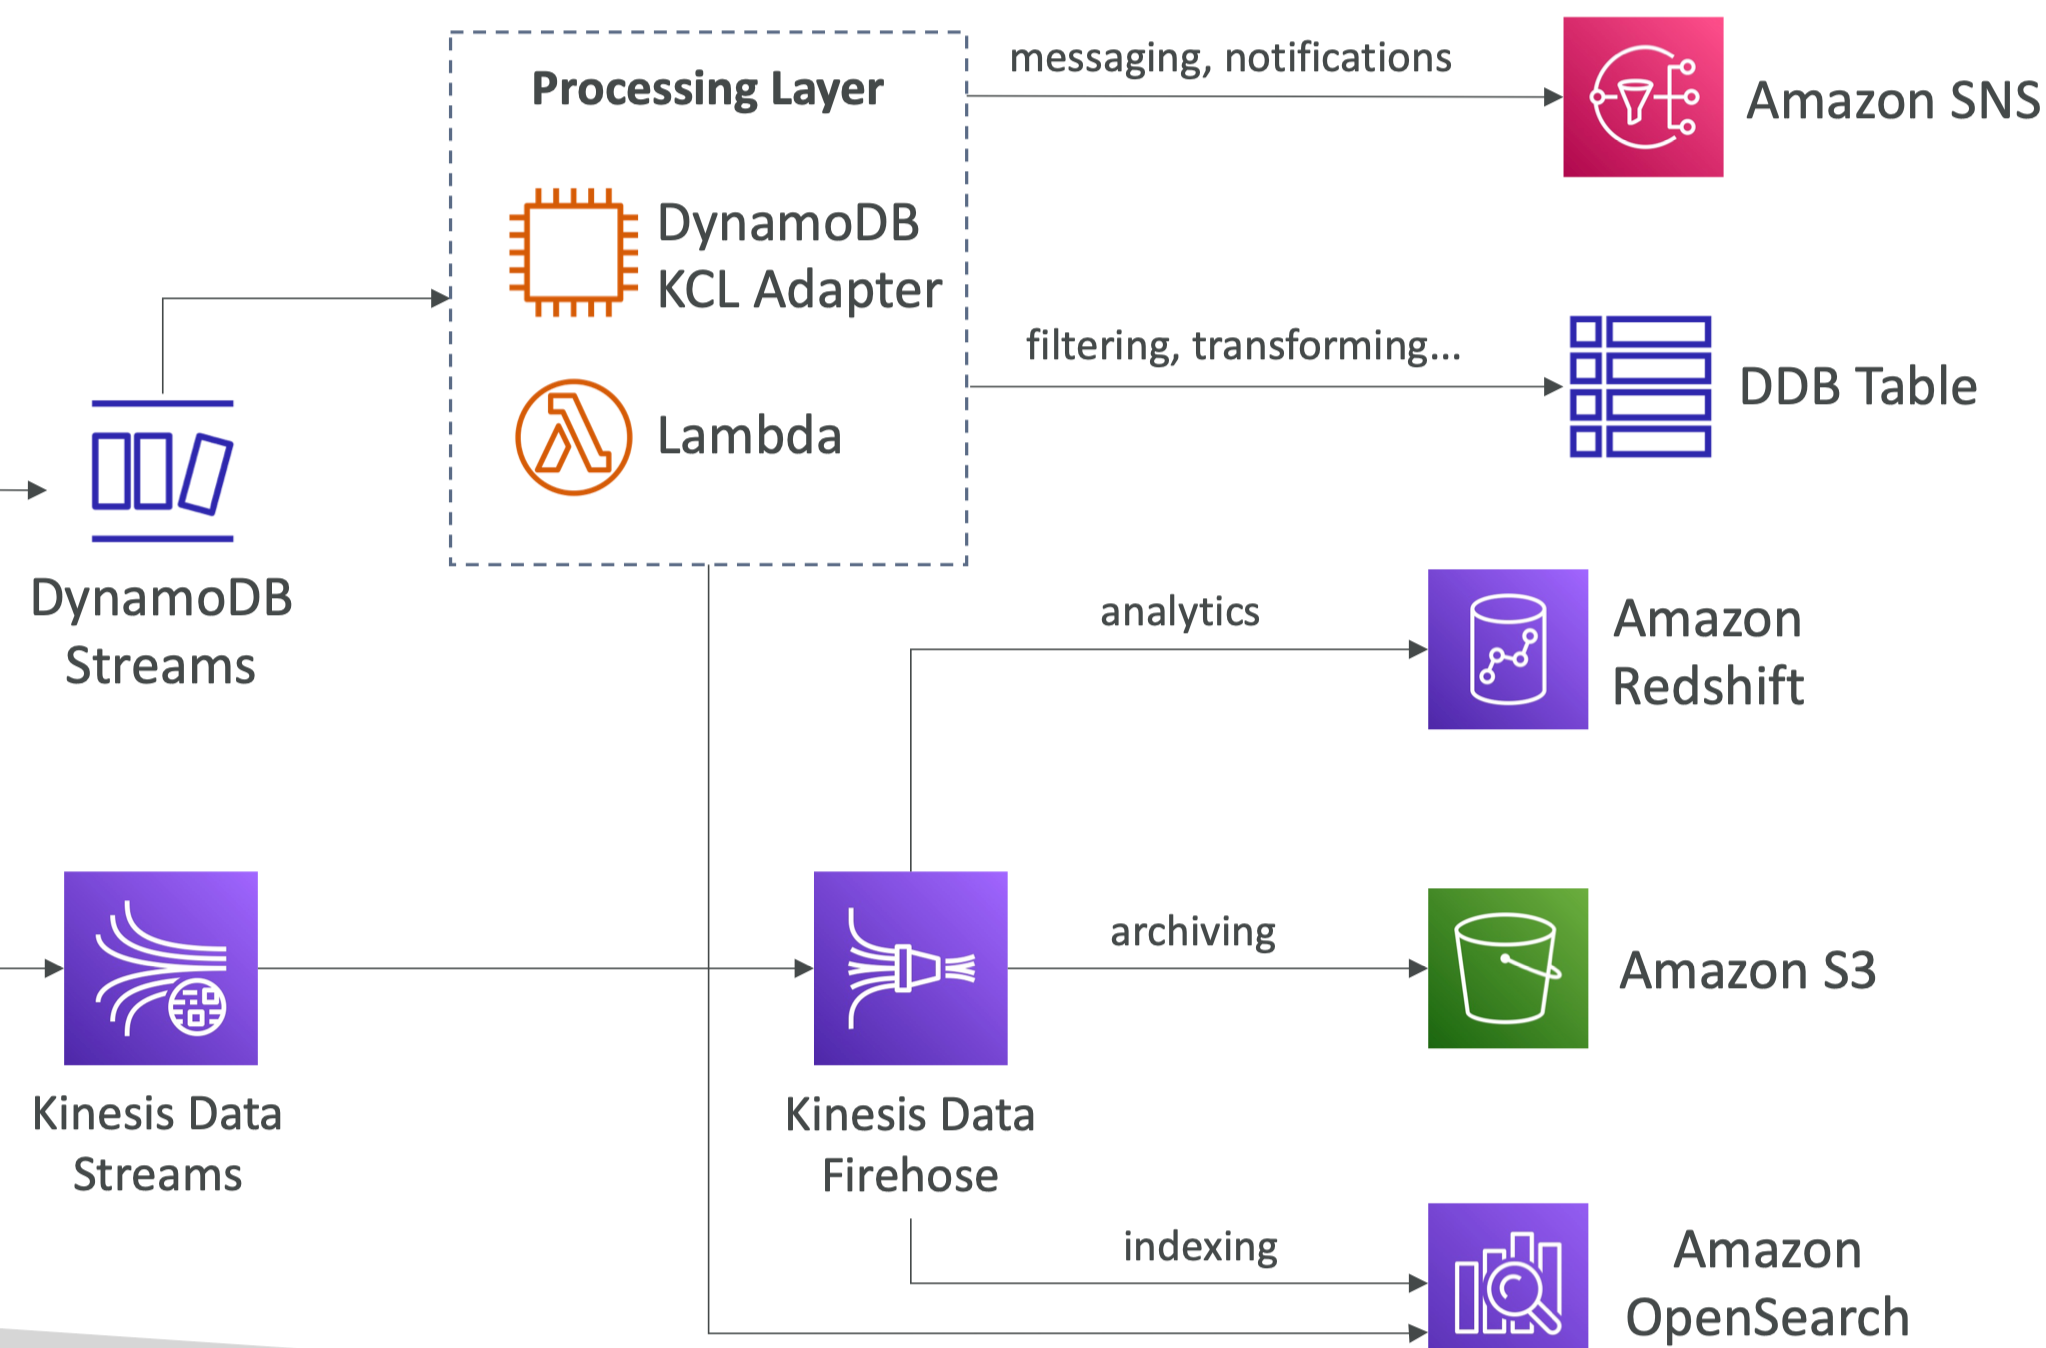 messaging, notifications
Processing Layer
Amazon SNS
DynamoDB
KCL Adapter
filtering, transforming...
DDB Table
Lambda
DynamoDB
Streams
analytics
Amazon
Redshift
archiving
Amazon S3
Kinesis Data
Streams
Kinesis Data
Firehose
indexing
Amazon
OpenSearch